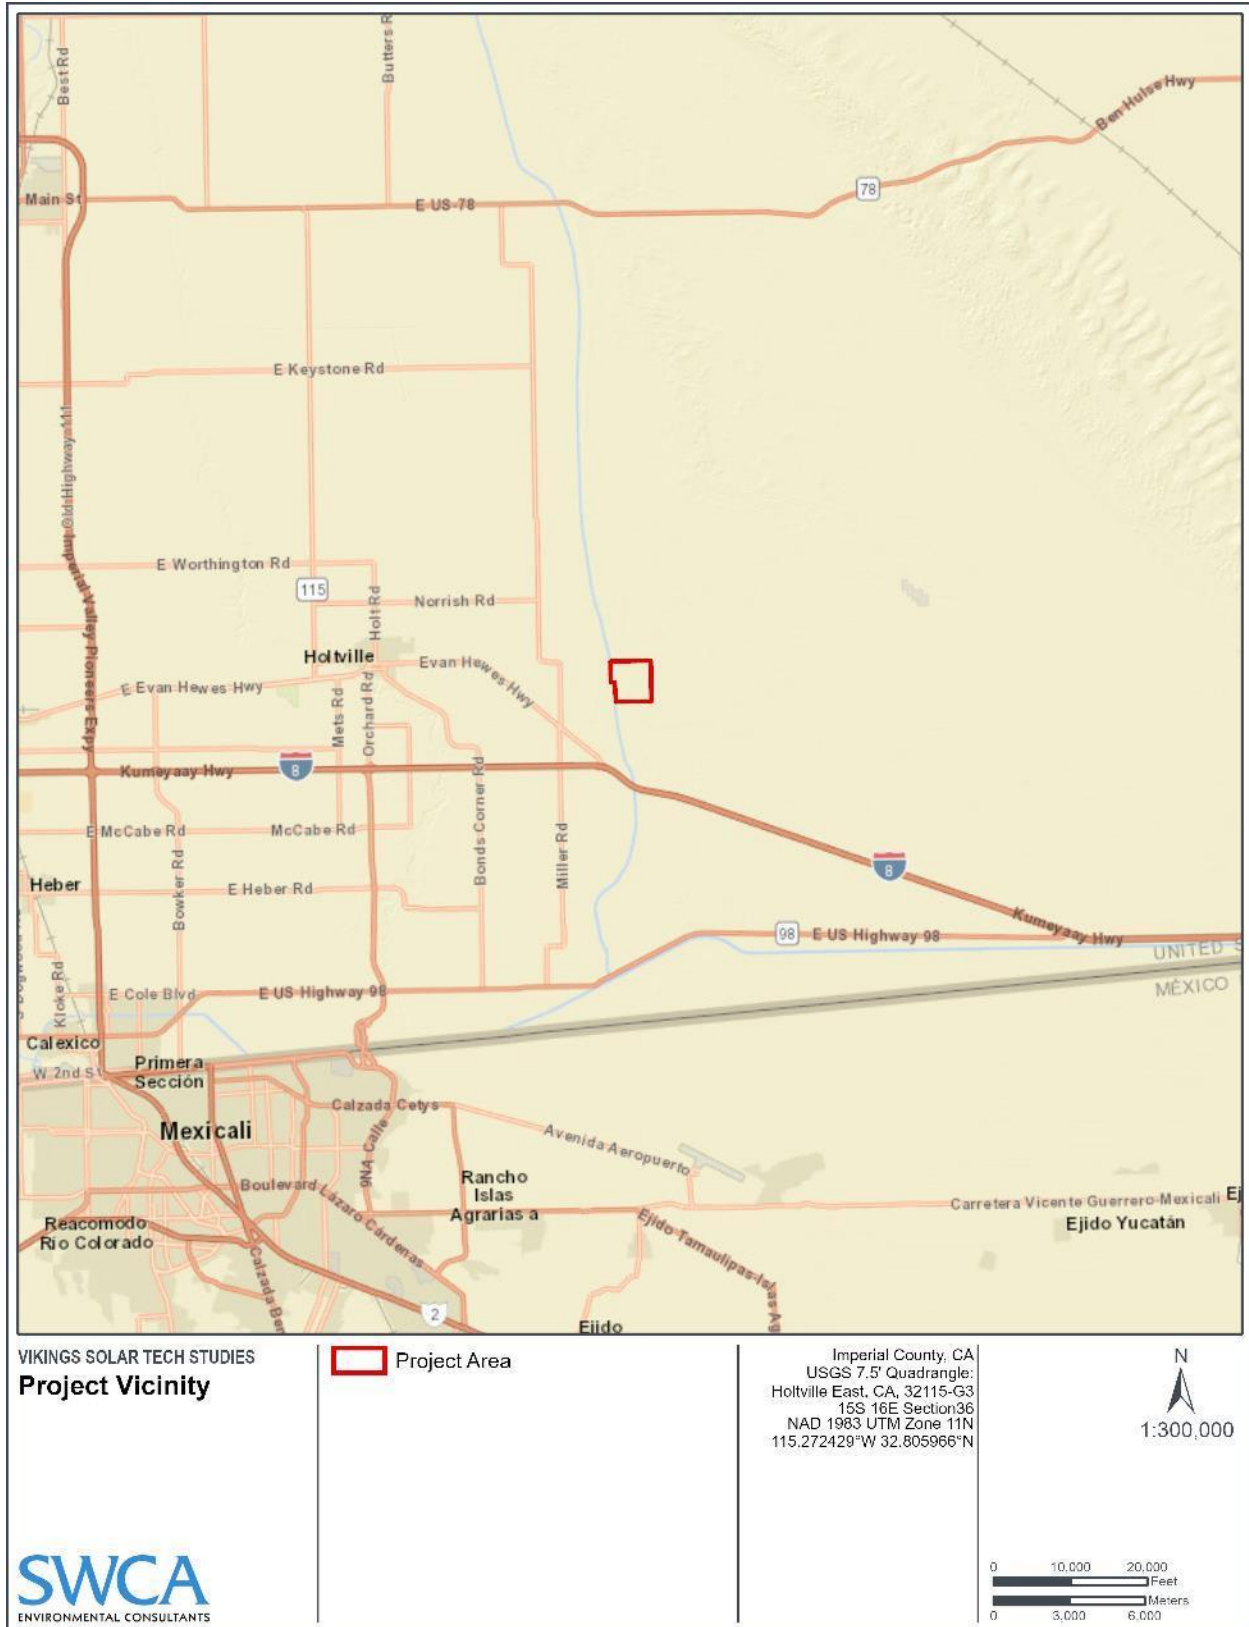 Best Rd
Butters R
Ben Hulse Hwy
78
Main St
E US-78
E Keystone Rd
Old Highway 111
Imperial Valley Pioneers Expy
E Worthington Rd
115
Holt Rd
Norrish Rd
Holtville
Evan Hewes Hwy
E Evan Hewes Hwy
Mets Rd
Orchard Rd
Kumeyaay Hwy
8
Bonds Corner Rd
E McCabe Rd
McCabe Rd
Miller Rd
8
Heber
Bowker Rd
E Heber Rd
Kumeyaay Hwy
98
E US Highway 98
UNITED S
MÉXICO
Kloke Rd
E Cole Blvd
E US Highway 98
Calexico
W 2nd St
Primera
Sección
Mexicali
Calzada Cetys
9NA Calle
Avenida Aeropuerto
Rancho
Islas
Agrarias a
Boulevard Lázaro Cárdenas
Carretera Vicente Guerrero-Mexicali
Ej
Ejido Yucatán
Reacomodo
Río Colorado
Calzada Ben
Ejido Tamaulipas-Islas Ag
2
Ejido
VIKINGS SOLAR TECH STUDIES
Project Vicinity
Project Area
Imperial County, CA
USGS 7.5' Quadrangle:
Holtville East, CA, 32115-G3
15S 16E Section36
NAD 1983 UTM Zone 11N
115.272429°W 32.805966°N
N
1:300,000
SWCA
ENVIRONMENTAL CONSULTANTS
0 10,000 20,000
Feet
Meters
0 3,000 6,000